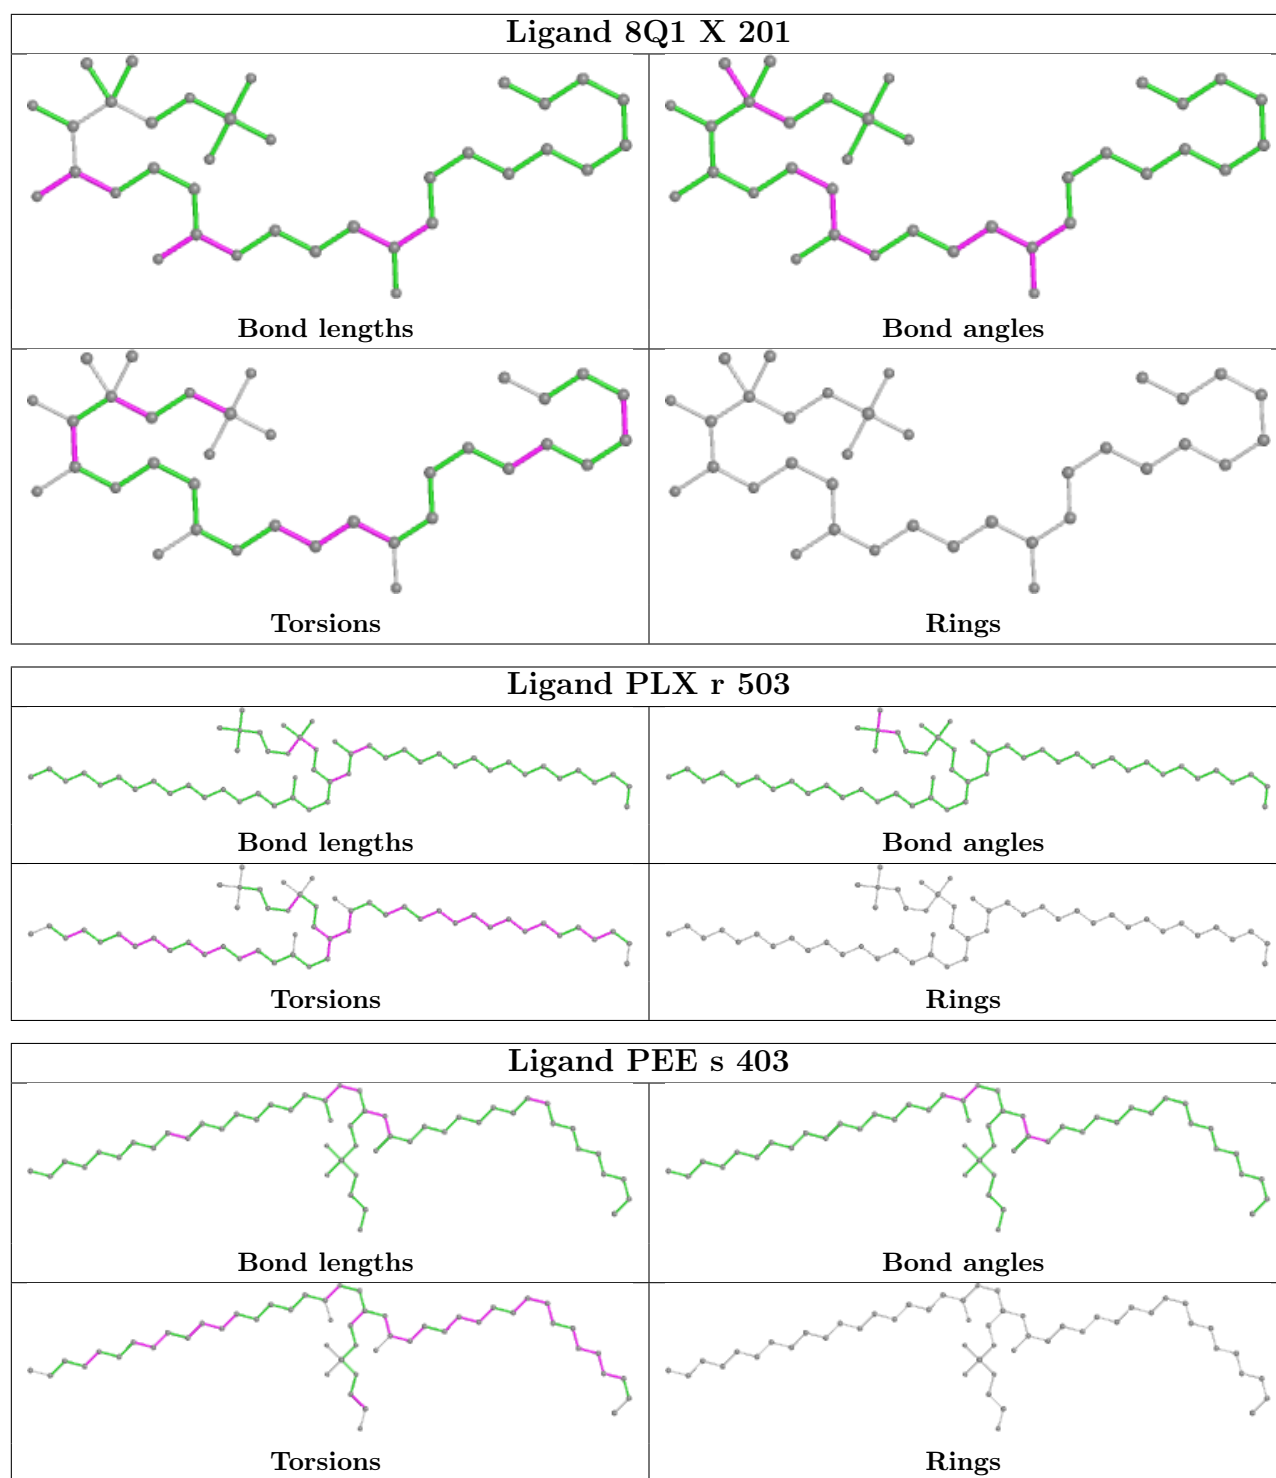 Ligand 8Q1 X 201
Bond lengths
Bond angles
Torsions
Rings
Ligand PLX r 503
Bond lengths
Bond angles
Torsions
Rings
Ligand PEE s 403
Bond lengths
Bond angles
Torsions
Rings